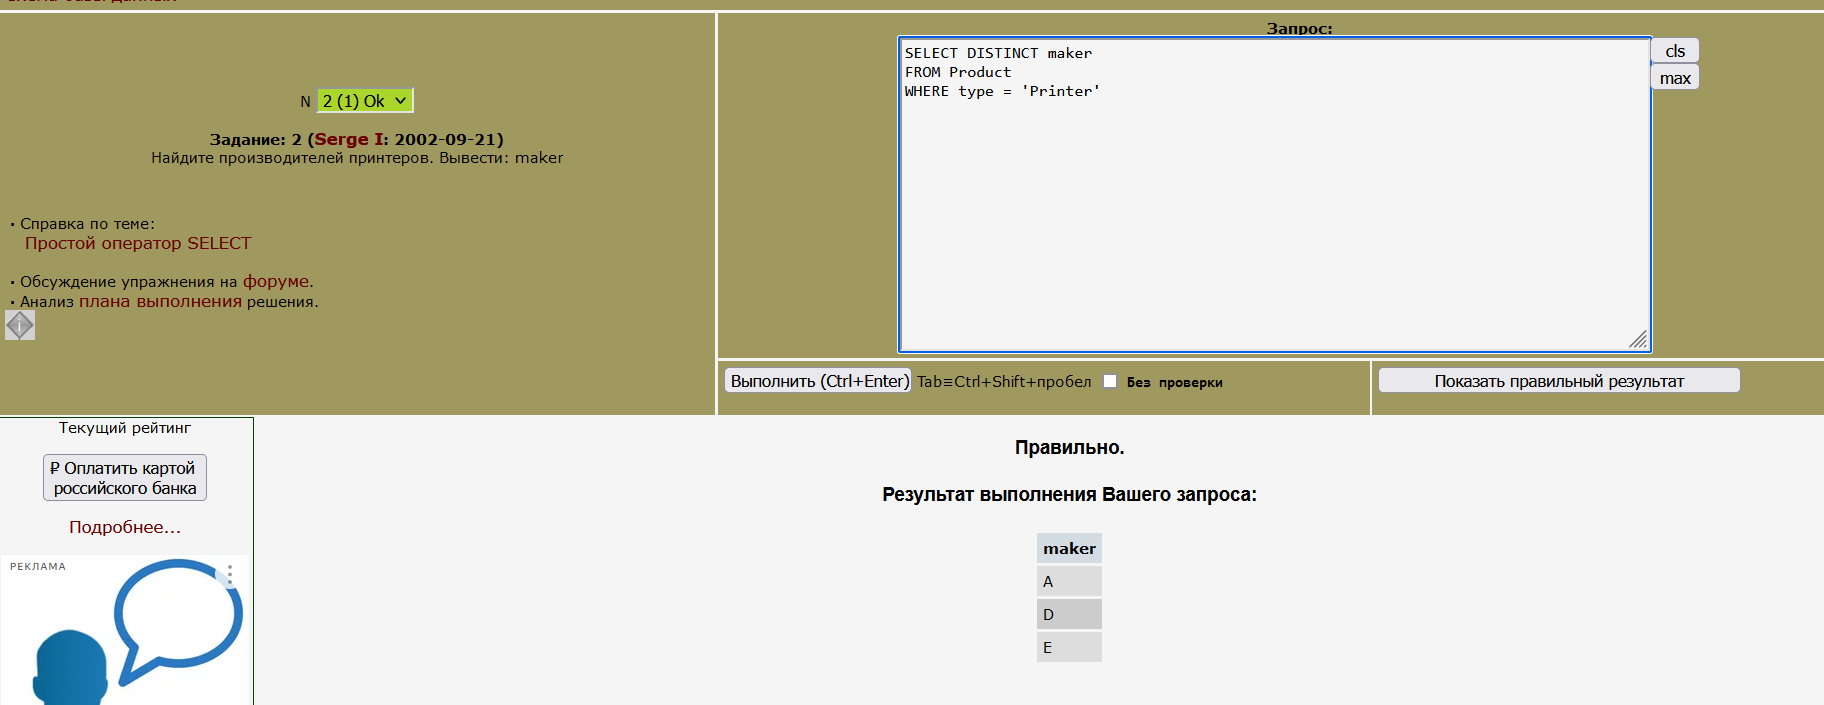 N 2 (1) Ok
Задание: 2 (Serge I: 2002-09-21)
Найдите производителей принтеров. Вывести: maker
· Справка по теме:
Простой оператор SELECT
· Обсуждение упражнения на форуме.
· Анализ плана выполнения решения.
Запрос:
SELECT DISTINCT maker
FROM Product
WHERE type = 'Printer'
cls
max
Выполнить (Ctrl+Enter) Tab≡Ctrl+Shift+пробел Без проверки
Показать правильный результат
Текущий рейтинг
₽ Оплатить картой
российского банка
Подробнее...
РЕКЛАМА
Правильно.
Результат выполнения Вашего запроса:
maker
A
D
E